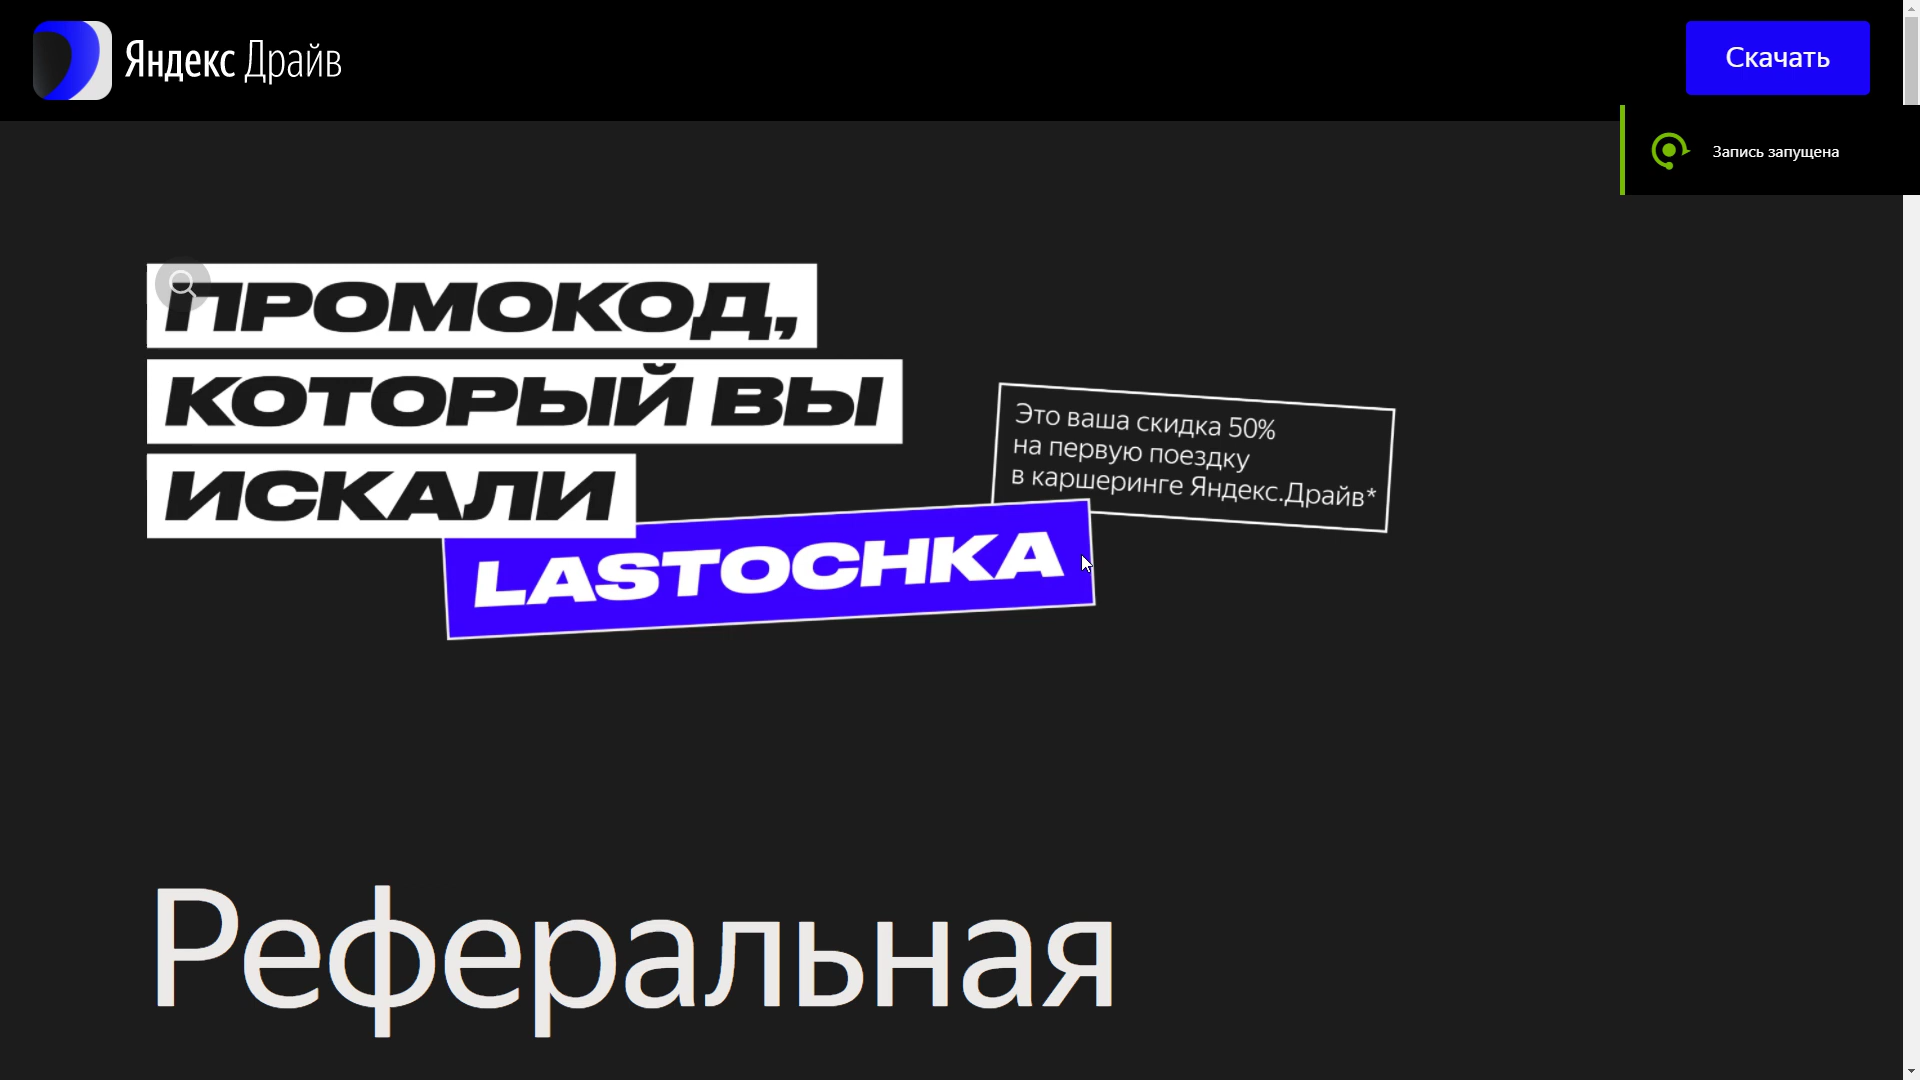 Яндекс Драйв
Скачать
Запись запущена
ПРОМОКОД,
КОТОРЫЙ ВЫ
ИСКАЛИ
Это ваша скидка 50%
на первую поездку
в каршеринге Яндекс.Драйв*
LASTOCHKA
Реферальная